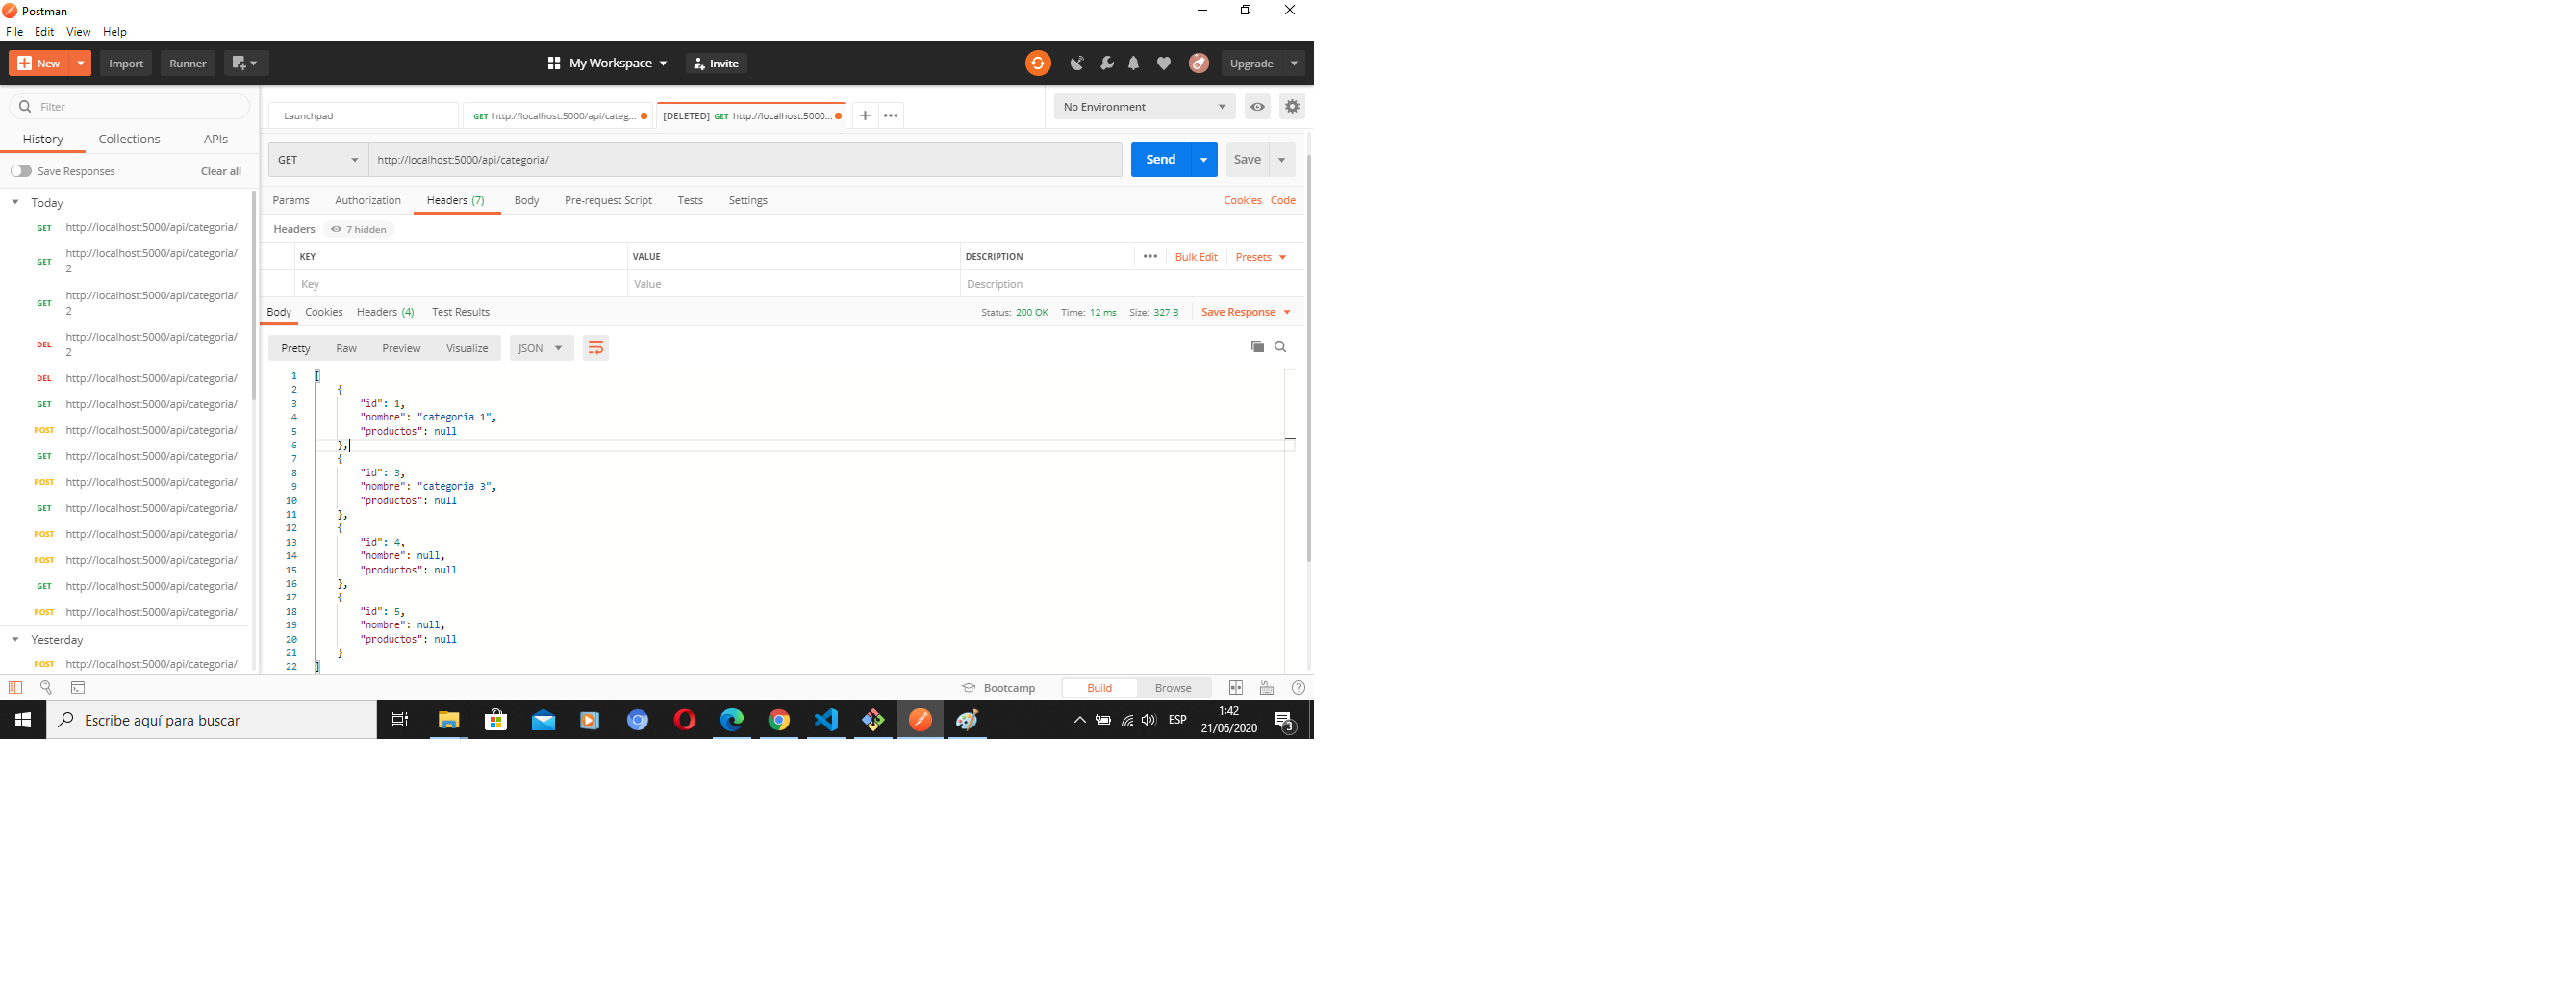 Postman
File Edit View Help
New Import Runner My Workspace Invite Upgrade
Filter
History Collections APIs
Save Responses Clear all
Today
GET http://localhost:5000/api/categoria/
GET http://localhost:5000/api/categoria/
2
GET http://localhost:5000/api/categoria/
2
DEL http://localhost:5000/api/categoria/
2
DEL http://localhost:5000/api/categoria/
GET http://localhost:5000/api/categoria/
POST http://localhost:5000/api/categoria/
GET http://localhost:5000/api/categoria/
POST http://localhost:5000/api/categoria/
GET http://localhost:5000/api/categoria/
POST http://localhost:5000/api/categoria/
POST http://localhost:5000/api/categoria/
GET http://localhost:5000/api/categoria/
POST http://localhost:5000/api/categoria/
Yesterday
POST http://localhost:5000/api/categoria/
Launchpad GET http://localhost:5000/api/categ... [DELETED] GET http://localhost:5000... + •••
No Environment
GET http://localhost:5000/api/categoria/ Send Save
Params Authorization Headers (7) Body Pre-request Script Tests Settings Cookies Code
Headers 7 hidden
KEY VALUE DESCRIPTION ••• Bulk Edit Presets
Key Value Description
Body Cookies Headers (4) Test Results Status: 200 OK Time: 12 ms Size: 327 B Save Response
Pretty Raw Preview Visualize JSON
1 [
2 {
3 "id": 1,
4 "nombre": "categoria 1",
5 "productos": null
6 },
7 {
8 "id": 3,
9 "nombre": "categoria 3",
10 "productos": null
11 },
12 {
13 "id": 4,
14 "nombre": null,
15 "productos": null
16 },
17 {
18 "id": 5,
19 "nombre": null,
20 "productos": null
21 }
22 ]
Bootcamp Build Browse
Escribe aquí para buscar
ESP
1:42
21/06/2020
3